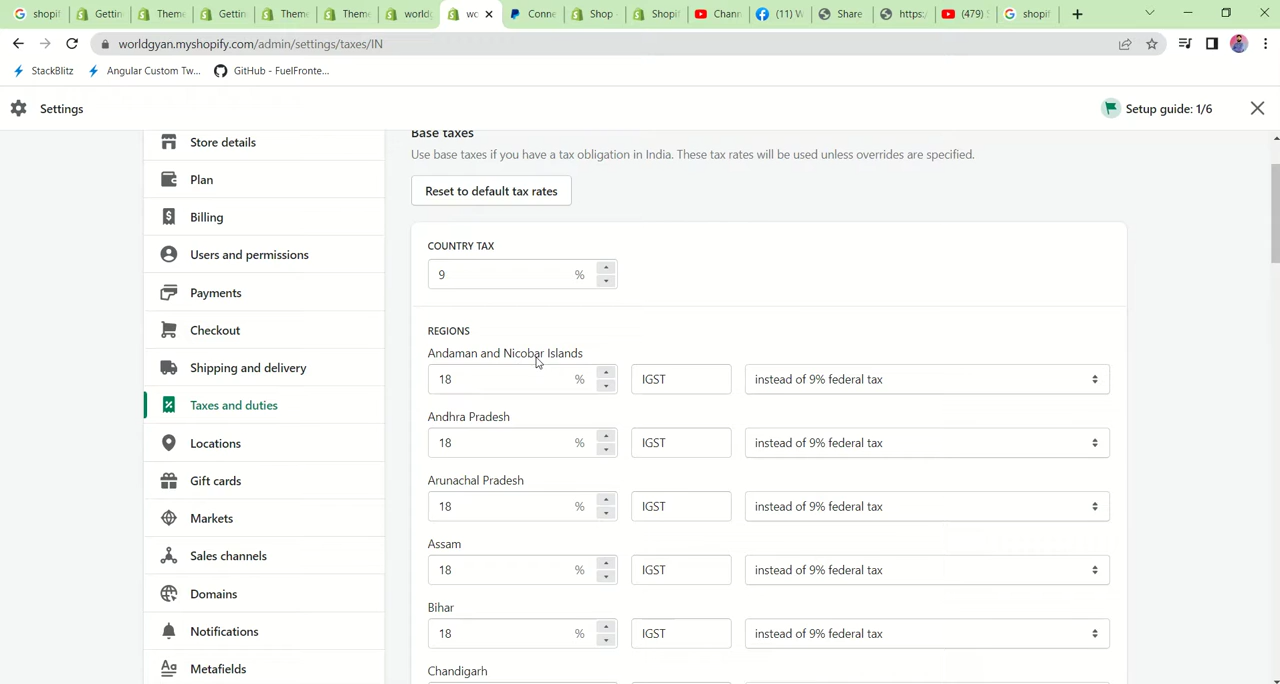 shopif
Gettin
Theme
Gettin
Theme
Theme
world
wo
Conne
Shop
Shopif
Chann
(11) W
Share
https:/
(479)
shopif
worldgyan.myshopify.com/admin/settings/taxes/IN
StackBlitz
Angular Custom Tw...
GitHub - FuelFronte...
Settings
Setup guide: 1/6
Store details
Plan
Billing
Users and permissions
Payments
Checkout
Shipping and delivery
Taxes and duties
Locations
Gift cards
Markets
Sales channels
Domains
Notifications
Metafields
Base taxes
Use base taxes if you have a tax obligation in India. These tax rates will be used unless overrides are specified.
Reset to default tax rates
COUNTRY TAX
9 %
REGIONS
Andaman and Nicobar Islands
18 % IGST instead of 9% federal tax
Andhra Pradesh
18 % IGST instead of 9% federal tax
Arunachal Pradesh
18 % IGST instead of 9% federal tax
Assam
18 % IGST instead of 9% federal tax
Bihar
18 % IGST instead of 9% federal tax
Chandigarh